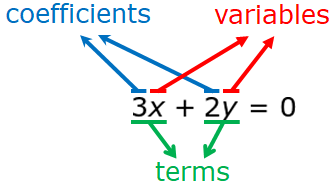 coefficients variables
3x + 2y = 0
terms